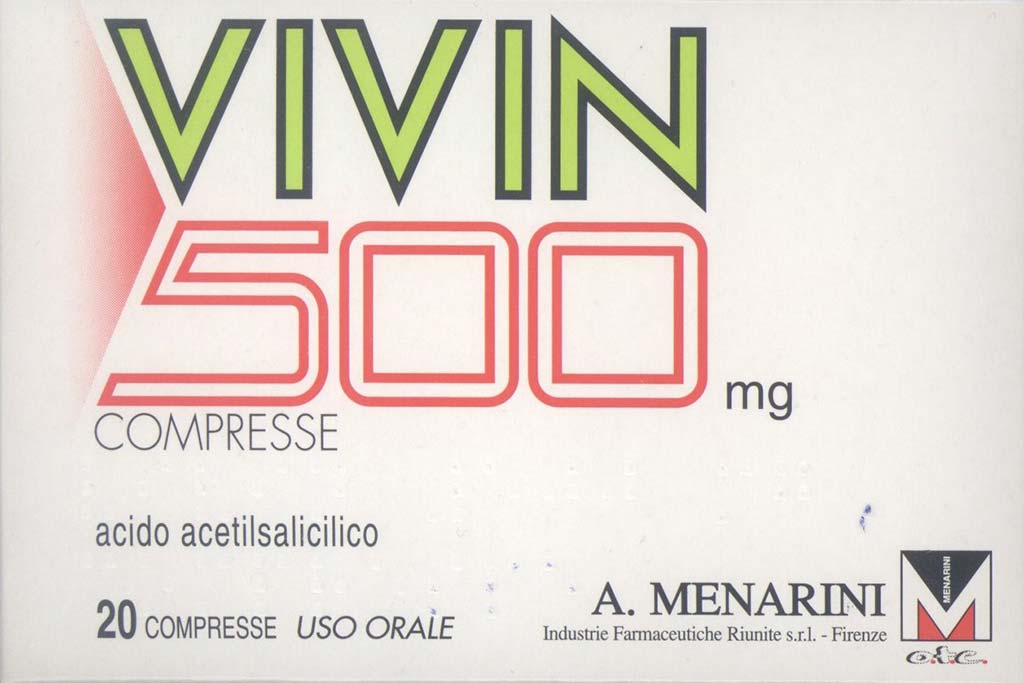 VIVIN
500 mg
COMPRESSE
acido acetilsalicilico
20 COMPRESSE USO ORALE
A. MENARINI
Industrie Farmaceutiche Riunite s.r.l. - Firenze
MENARINI
o.t.c.